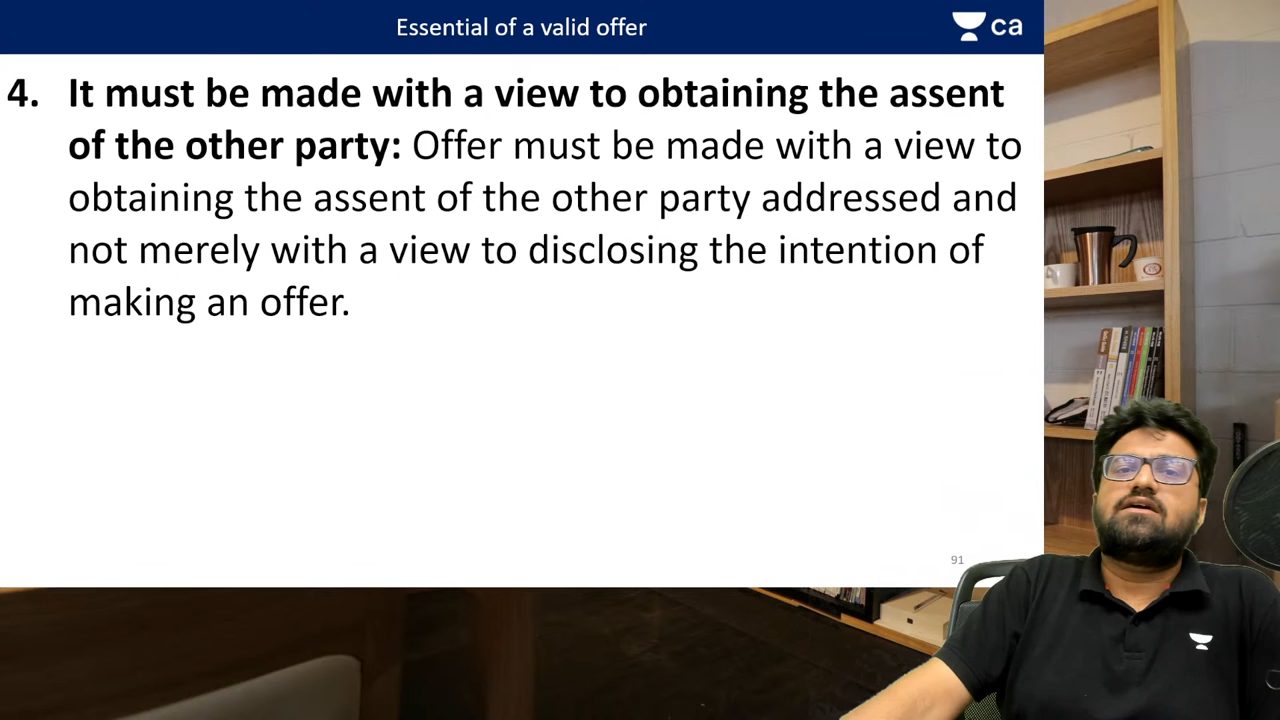 Essential of a valid offer
ca
4. It must be made with a view to obtaining the assent
of the other party: Offer must be made with a view to
obtaining the assent of the other party addressed and
not merely with a view to disclosing the intention of
making an offer.
91